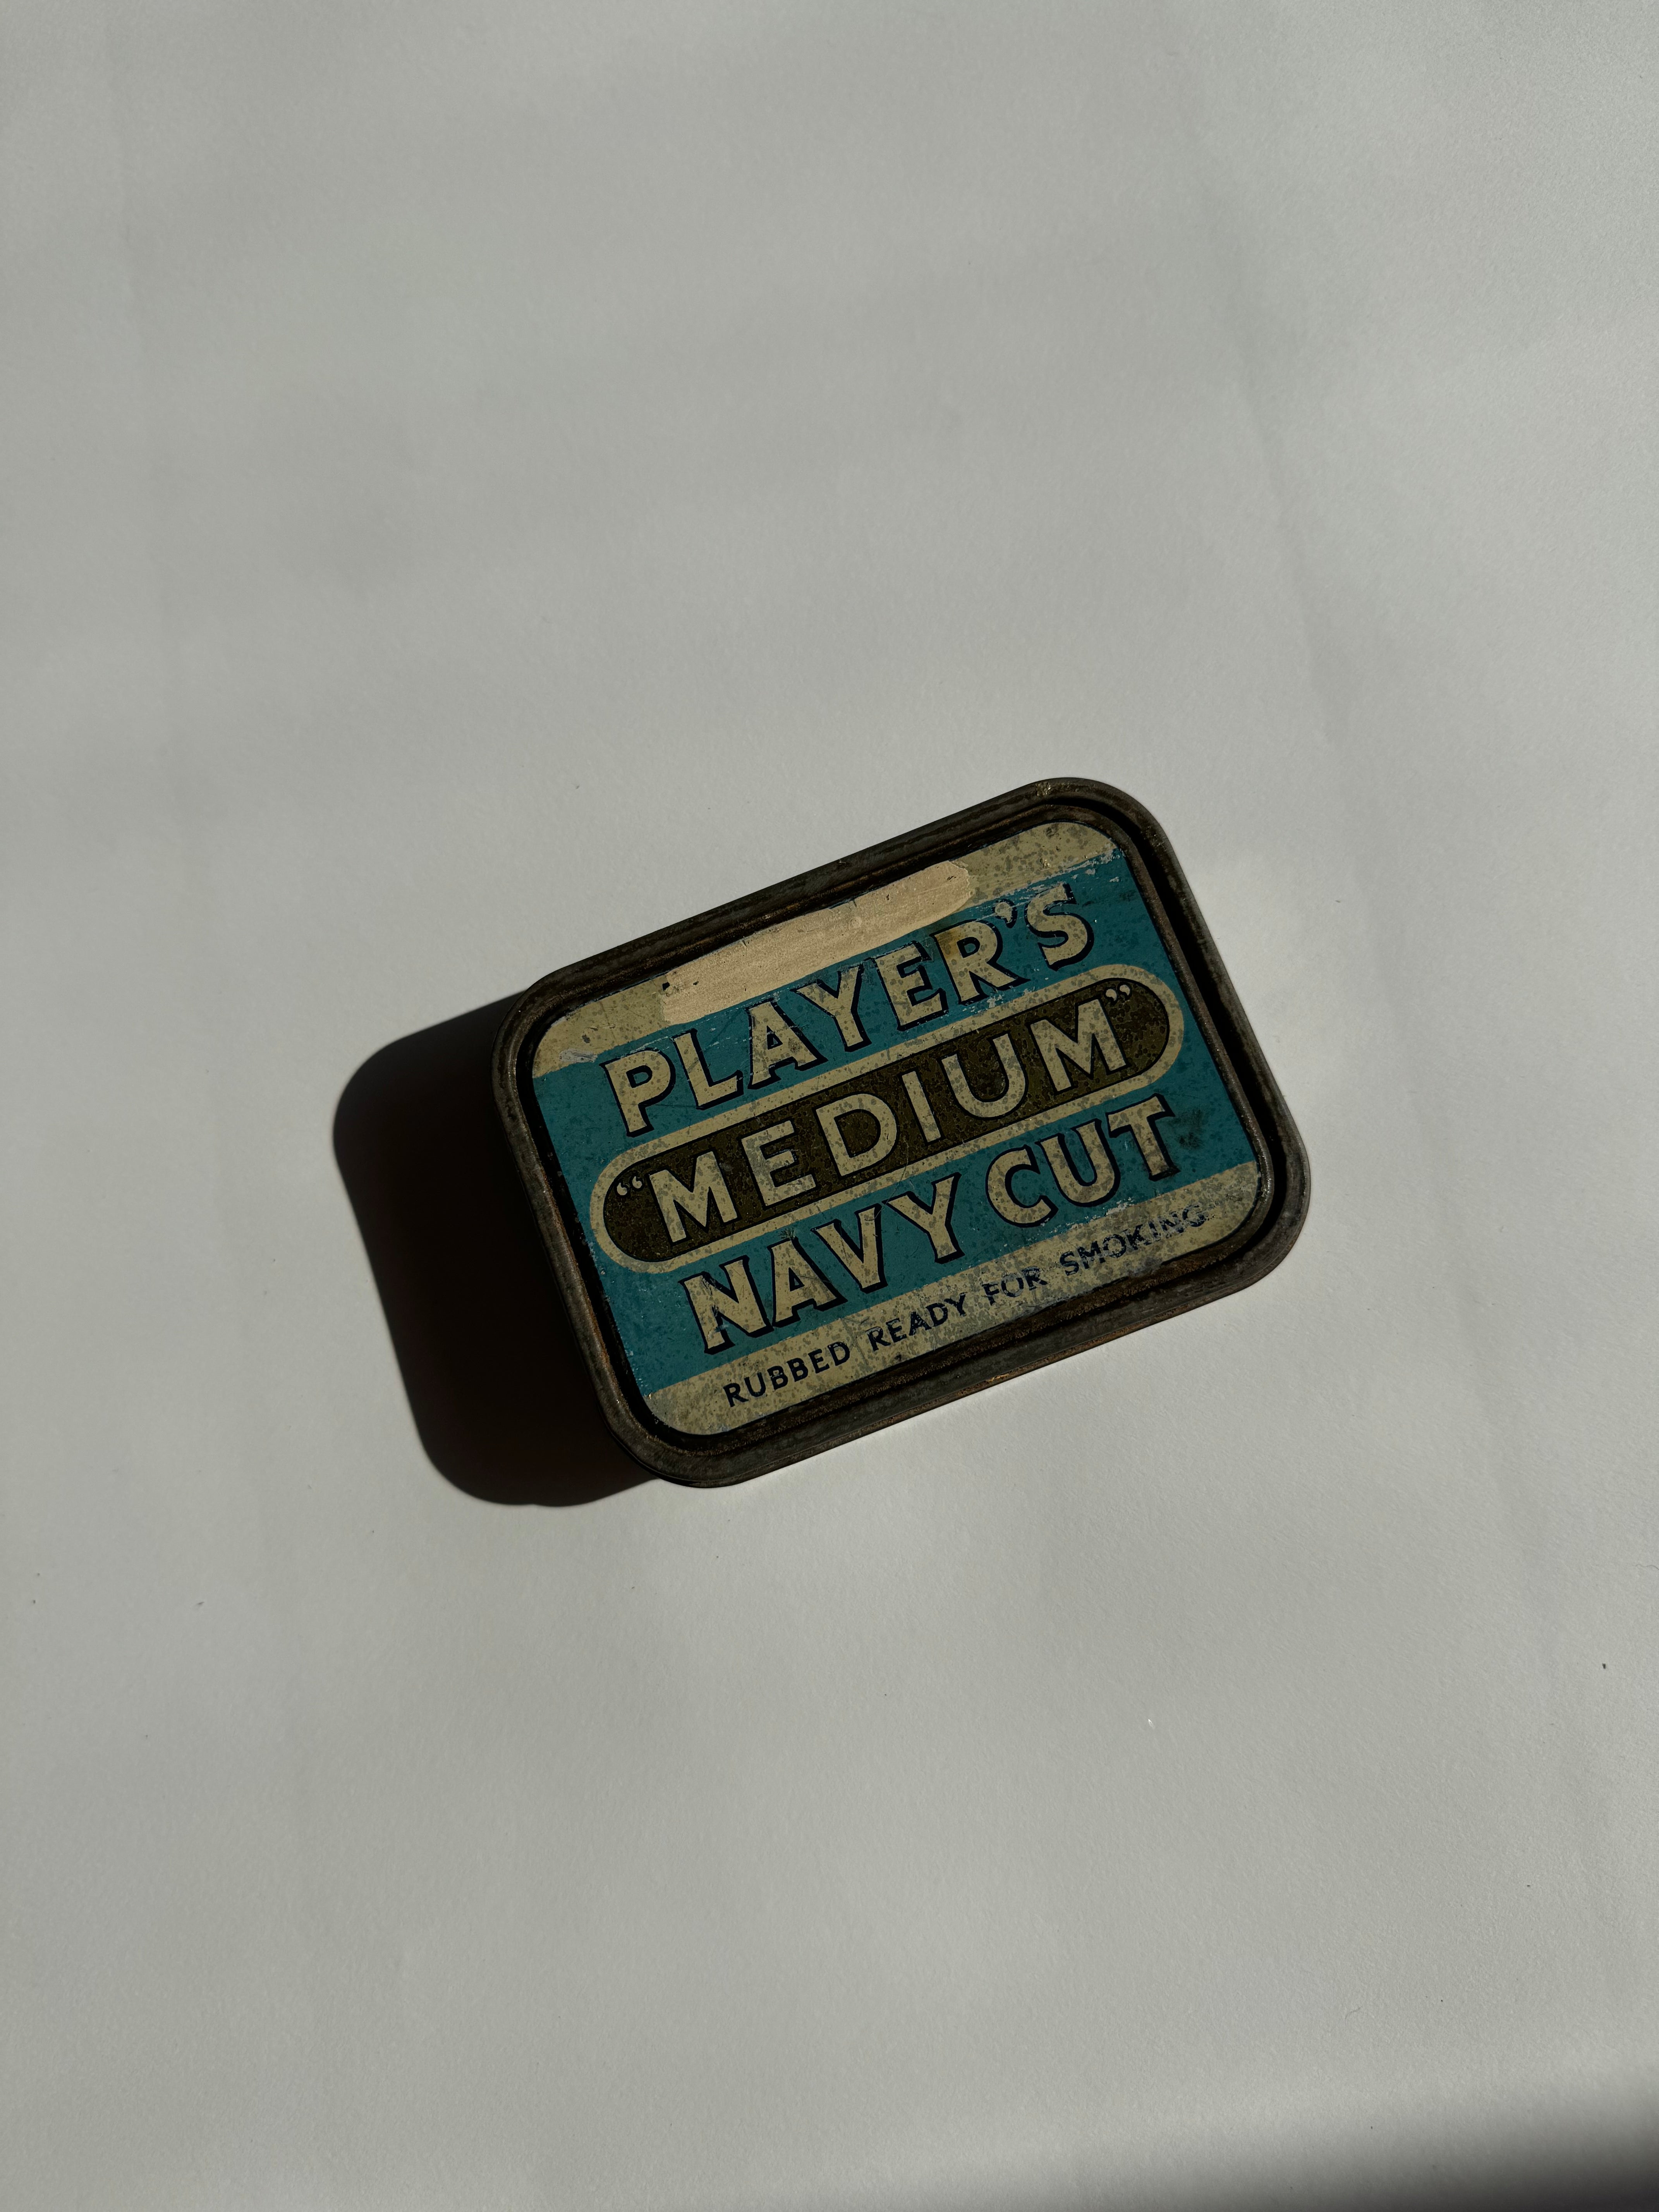 PLAYER'S
“MEDIUM”
NAVY CUT
RUBBED READY FOR SMOKING